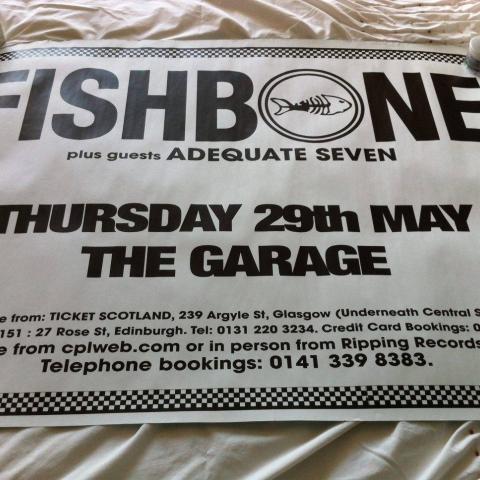 FISHBONE
plus guests ADEQUATE SEVEN
THURSDAY 29th MAY
THE GARAGE
e from: TICKET SCOTLAND, 239 Argyle St, Glasgow (Underneath Central S
151 : 27 Rose St, Edinburgh. Tel: 0131 220 3234. Credit Card Bookings: 0
e from cplweb.com or in person from Ripping Records
Telephone bookings: 0141 339 8383.